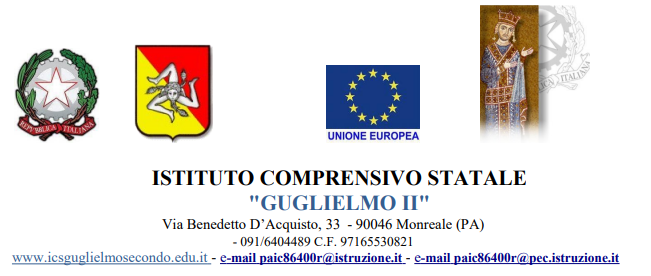 REPVBBLICA ITALIANA
UNIONE EUROPEA
ISTITUTO COMPRENSIVO STATALE
"GUGLIELMO II"
Via Benedetto D'Acquisto, 33 - 90046 Monreale (PA)
- 091/6404489 C.F. 97165530821
www.icsguglielmosecondo.edu.it - e-mail paic86400r@istruzione.it - e-mail paic86400r@pec.istruzione.it